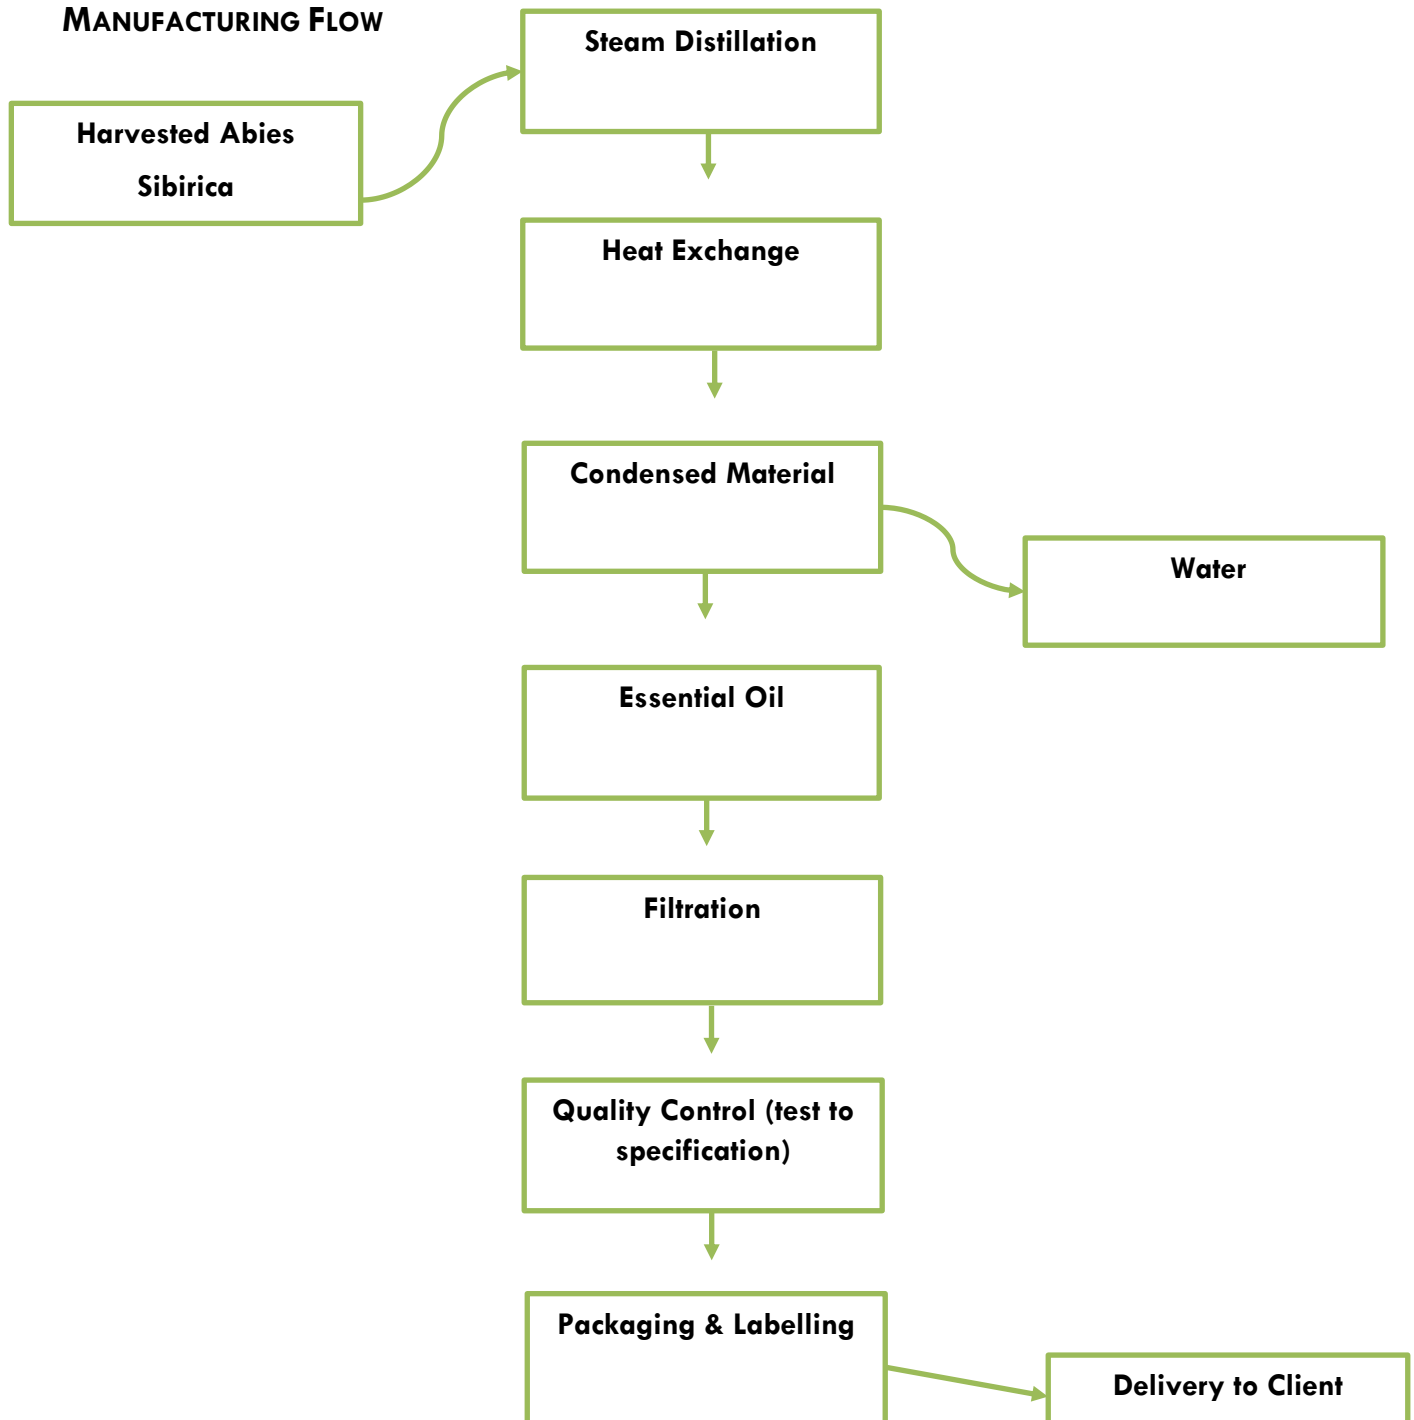 MANUFACTURING FLOW
Steam Distillation
Harvested Abies
Sibirica
Heat Exchange
Condensed Material
Water
Essential Oil
Filtration
Quality Control (test to
specification)
Packaging & Labelling
Delivery to Client